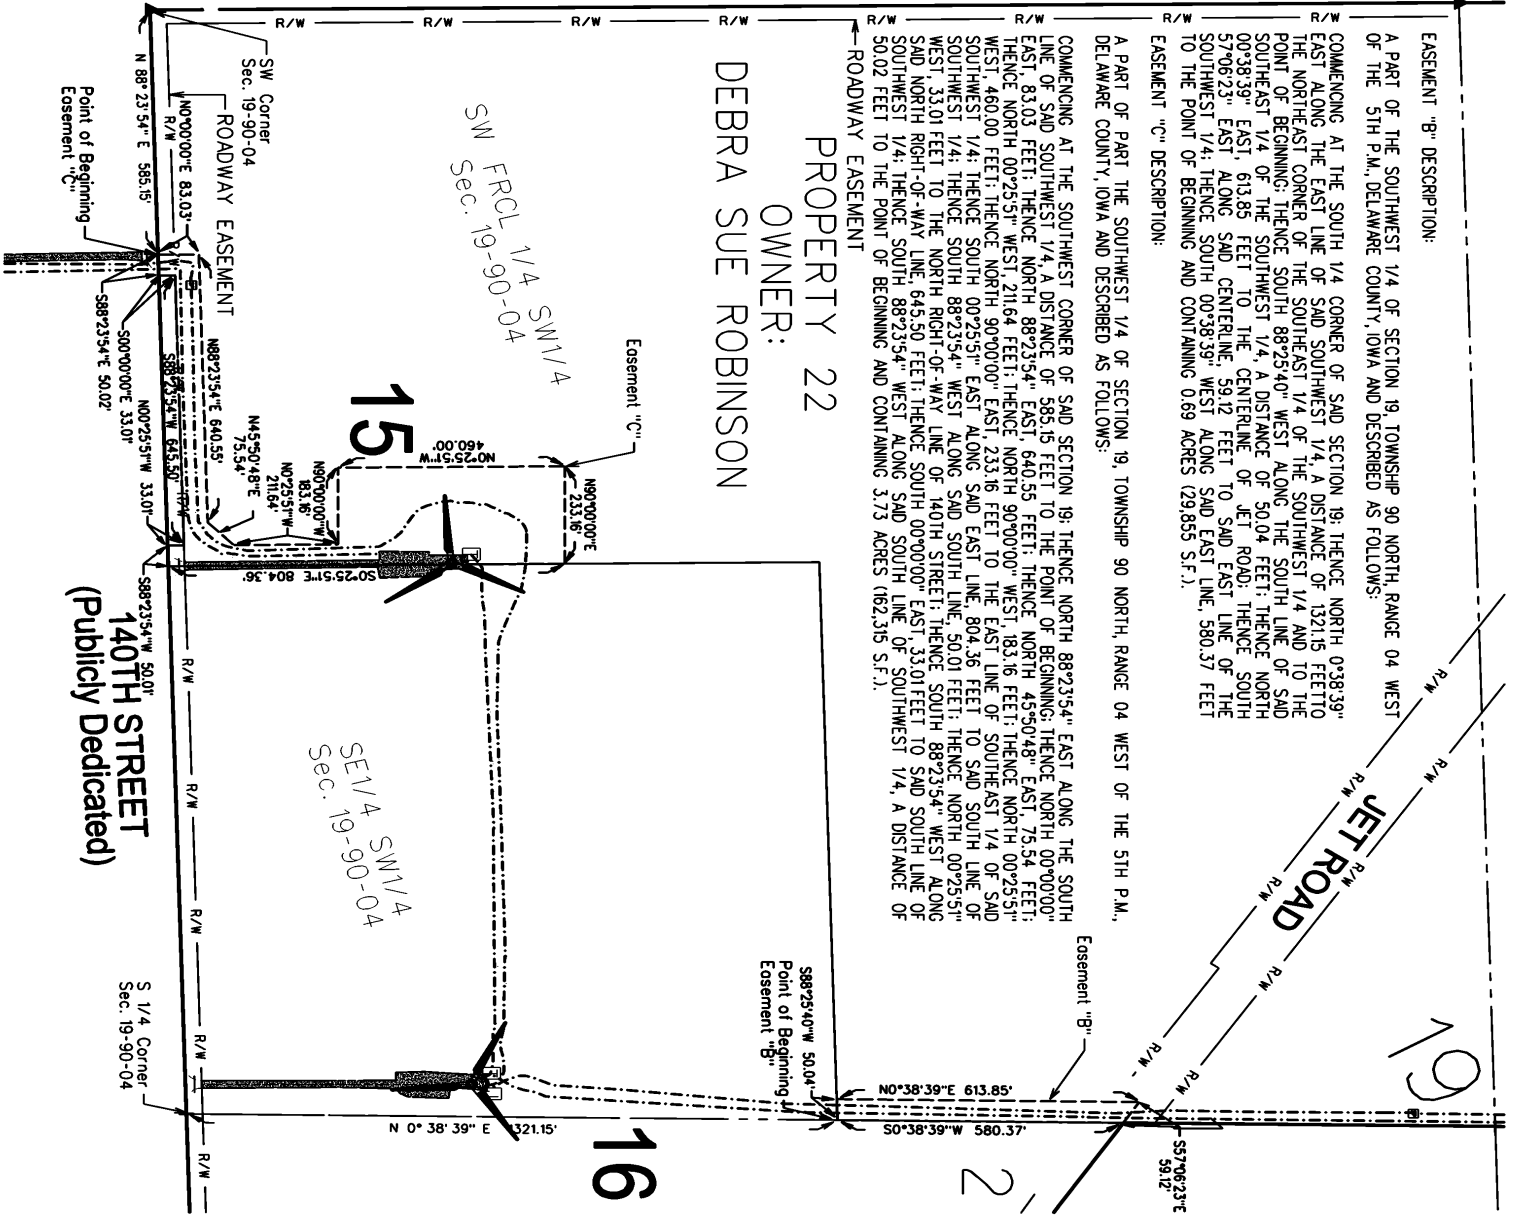 EASEMENT "B" DESCRIPTION:
A PART OF THE SOUTHWEST 1/4 OF SECTION 19, TOWNSHIP 90 NORTH, RANGE 04 WEST
OF THE 5TH P.M., DELAWARE COUNTY, IOWA AND DESCRIBED AS FOLLOWS:
COMMENCING AT THE SOUTH 1/4 CORNER OF SAID SECTION 19; THENCE NORTH 0°38'39"
EAST ALONG THE EAST LINE OF SAID SOUTHWEST 1/4, A DISTANCE OF 1321.15 FEETTO
THE NORTHEAST CORNER OF THE SOUTHEAST 1/4 OF THE SOUTHWEST 1/4 AND TO THE
POINT OF BEGINNING; THENCE SOUTH 88°25'40" WEST ALONG THE SOUTH LINE OF SAID
SOUTHEAST 1/4 OF THE SOUTHWEST 1/4, A DISTANCE OF 50.04 FEET; THENCE NORTH
00°38'39" EAST, 613.85 FEET TO THE CENTERLINE OF JET ROAD; THENCE SOUTH
57°06'23" EAST ALONG SAID CENTERLINE, 59.12 FEET TO SAID EAST LINE OF THE
SOUTHWEST 1/4; THENCE SOUTH 00°38'39" WEST ALONG SAID EAST LINE, 580.37 FEET
TO THE POINT OF BEGINNING AND CONTAINING 0.69 ACRES (29,855 S.F.).
EASEMENT "C" DESCRIPTION:
A PART OF PART THE SOUTHWEST 1/4 OF SECTION 19, TOWNSHIP 90 NORTH, RANGE 04 WEST OF THE 5TH P.M.,
DELAWARE COUNTY, IOWA AND DESCRIBED AS FOLLOWS:
COMMENCING AT THE SOUTHWEST CORNER OF SAID SECTION 19; THENCE NORTH 88°23'54" EAST ALONG THE SOUTH
LINE OF SAID SOUTHWEST 1/4, A DISTANCE OF 585.15 FEET TO THE POINT OF BEGINNING; THENCE NORTH 00°00'00"
EAST, 83.03 FEET; THENCE NORTH 88°23'54" EAST, 640.55 FEET; THENCE NORTH 45°50'48" EAST, 75.54 FEET;
THENCE NORTH 00°25'51" WEST, 211.64 FEET; THENCE NORTH 90°00'00" WEST, 183.16 FEET; THENCE NORTH 00°25'51"
WEST, 460.00 FEET; THENCE NORTH 90°00'00" EAST, 233.16 FEET TO THE EAST LINE OF SOUTHEAST 1/4 OF SAID
SOUTHWEST 1/4; THENCE SOUTH 00°25'51" EAST ALONG SAID EAST LINE, 804.36 FEET TO SAID SOUTH LINE OF
SOUTHWEST 1/4; THENCE SOUTH 88°23'54" WEST ALONG SAID SOUTH LINE, 50.01 FEET; THENCE NORTH 00°25'51"
WEST, 33.01 FEET TO THE NORTH RIGHT-OF-WAY LINE OF 140TH STREET; THENCE SOUTH 88°23'54" WEST ALONG
SAID NORTH RIGHT-OF-WAY LINE, 645.50 FEET; THENCE SOUTH 00°00'00" EAST, 33.01 FEET TO SAID SOUTH LINE OF
SOUTHWEST 1/4; THENCE SOUTH 88°23'54" WEST ALONG SAID SOUTH LINE OF SOUTHWEST 1/4, A DISTANCE OF
50.02 FEET TO THE POINT OF BEGINNING AND CONTAINING 3.73 ACRES (162,315 S.F.).
ROADWAY EASEMENT
PROPERTY 22
OWNER:
DEBRA SUE ROBINSON
SW FRCL 1/4 SW1/4
Sec. 19-90-04
R/W
R/W
R/W
R/W
R/W
R/W
R/W
R/W
JET ROAD
R/W
R/W
R/W
R/W
R/W
R/W
R/W
R/W
R/W
19
2
Easement "B"
S57°06'23"E
59.12'
N0°38'39"E 613.85'
S0°38'39"W 580.37'
S88°25'40"W 50.04'
Point of Beginning
Easement "B"
16
N 0° 38' 39" E 1321.15'
Easement "C"
N90°00'00"E
233.16'
N0°25'51"W
460.00'
15
N90°00'00"W
183.16'
N0°25'51"W
211.64'
N45°50'48"E
75.54'
N88°23'54"E 640.55'
S0°25'51"E 804.36'
SE1/4 SW1/4
Sec. 19-90-04
SW Corner
Sec. 19-90-04
ROADWAY EASEMENT
R/W
N0°00'00"E 83.03'
N 88° 23'54" E 585.15'
Point of Beginning
Easement "C"
S88°23'54"W 645.50'
R/W
S00°00'00"E 33.01'
S88°23'54"E 50.02'
N00°25'51"W 33.01'
S88°23'54"W 50.01'
R/W
R/W
R/W
R/W
R/W
140TH STREET
(Publicly Dedicated)
S 1/4 Corner
Sec. 19-90-04